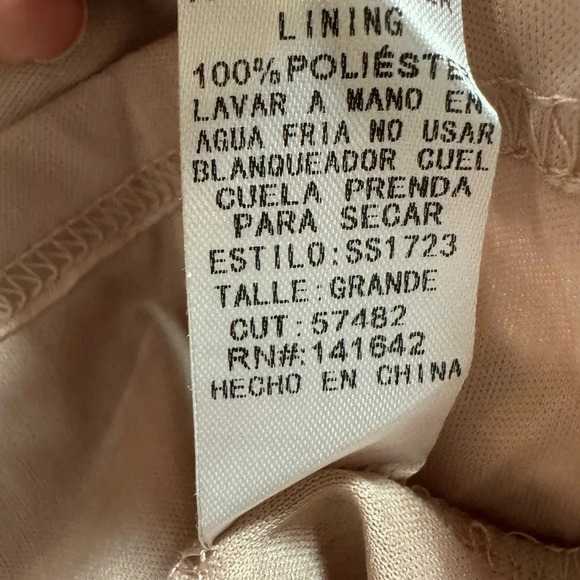 LINING
100% POLIÉSTE
LAVAR A MANO EN
AGUA FRIA NO USAR
BLANQUEADOR CUEL
CUELA PRENDA
PARA SECAR
ESTILO:SS1723
TALLE:GRANDE
CUT:57482
RN#:141642
HECHO EN CHINA